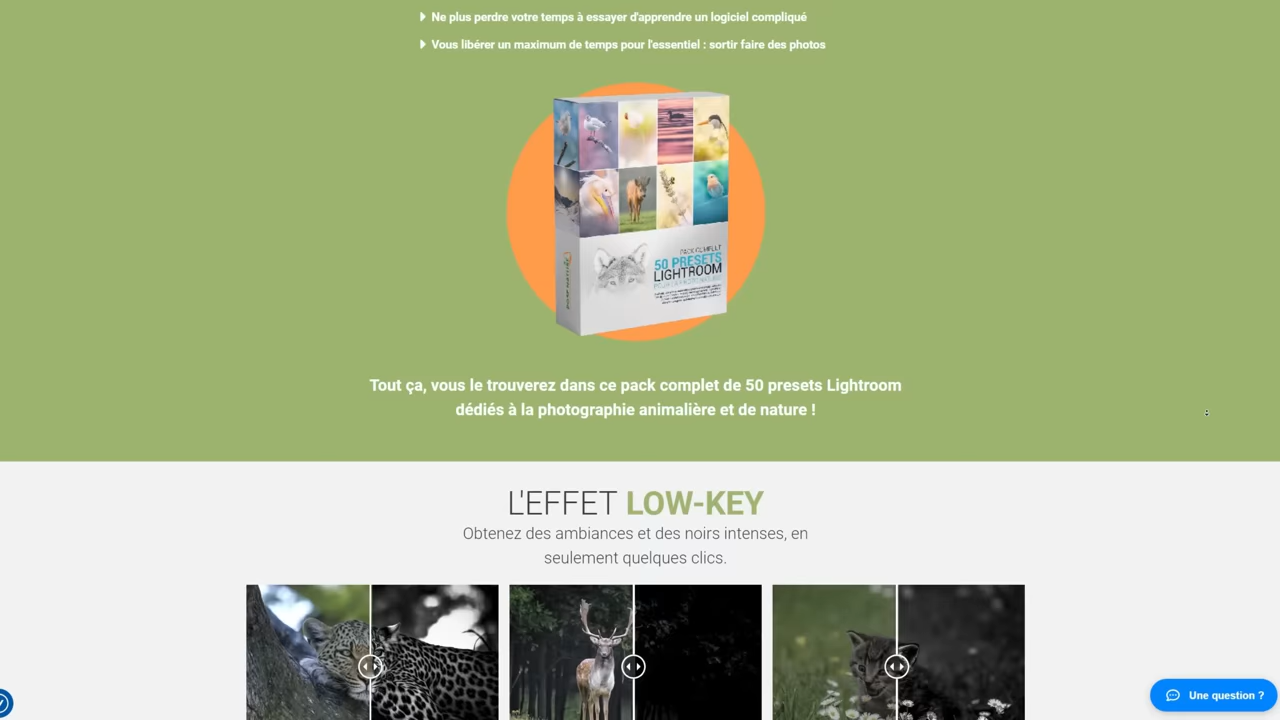 Ne plus perdre votre temps à essayer d'apprendre un logiciel compliqué
Vous libérer un maximum de temps pour l'essentiel : sortir faire des photos
PACK COMPLET
50 PRESETS
LIGHTROOM
Tout ça, vous le trouverez dans ce pack complet de 50 presets Lightroom
dédiés à la photographie animalière et de nature !
L'EFFET LOW-KEY
Obtenez des ambiances et des noirs intenses, en
seulement quelques clics.
Une question ?